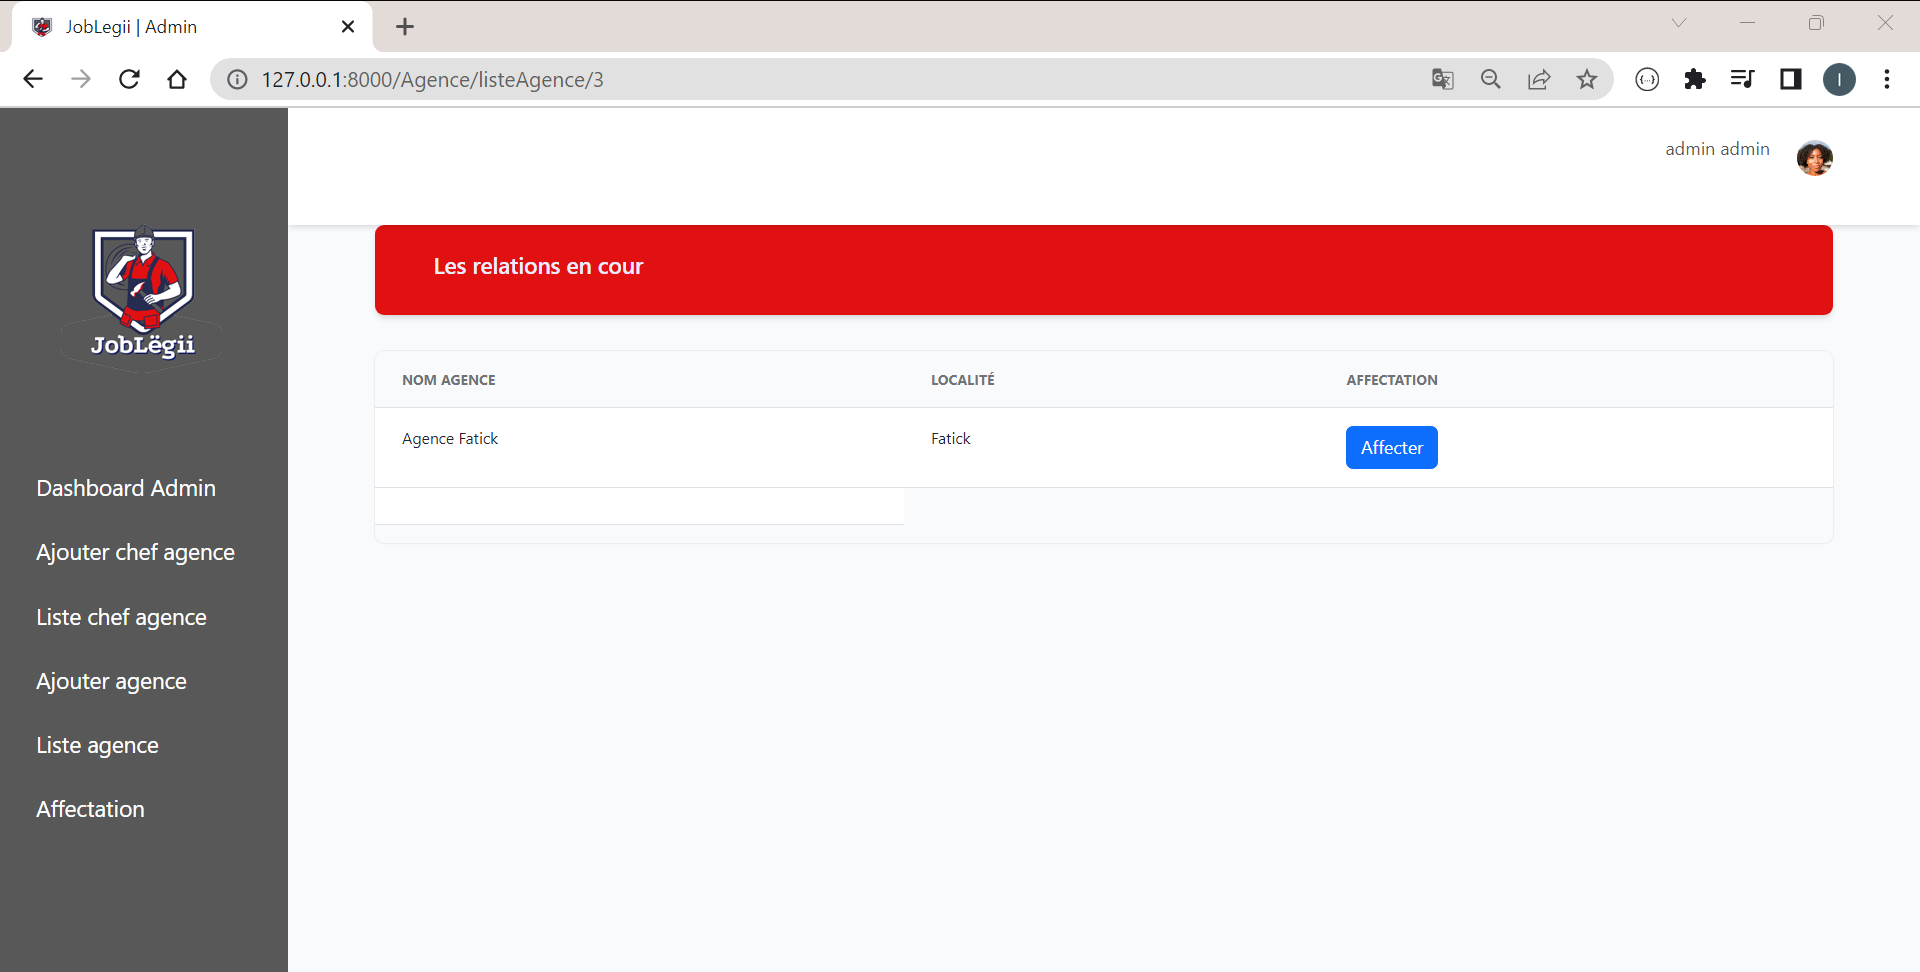 JobLegii | Admin
127.0.0.1:8000/Agence/listeAgence/3
I
admin admin
JobLëgii
Dashboard Admin
Ajouter chef agence
Liste chef agence
Ajouter agence
Liste agence
Affectation
Les relations en cour
NOM AGENCE LOCALITÉ AFFECTATION
Agence Fatick Fatick Affecter